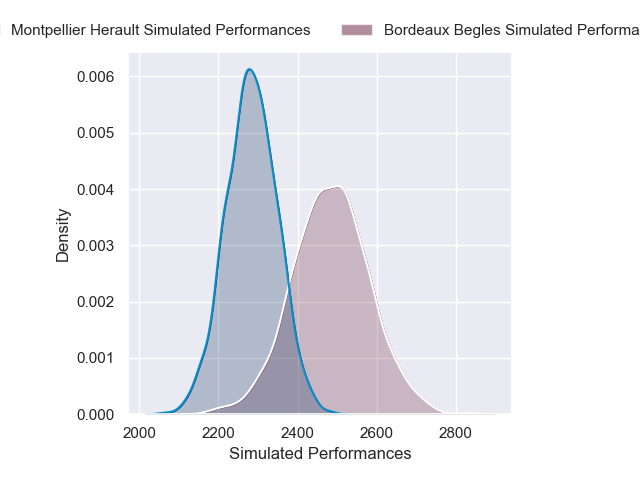 Montpellier Herault Simulated Performances
Bordeaux Begles Simulated Performa
0.006
0.005
0.004
0.003
0.002
0.001
0.000
Density
2000 2200 2400 2600 2800
Simulated Performances